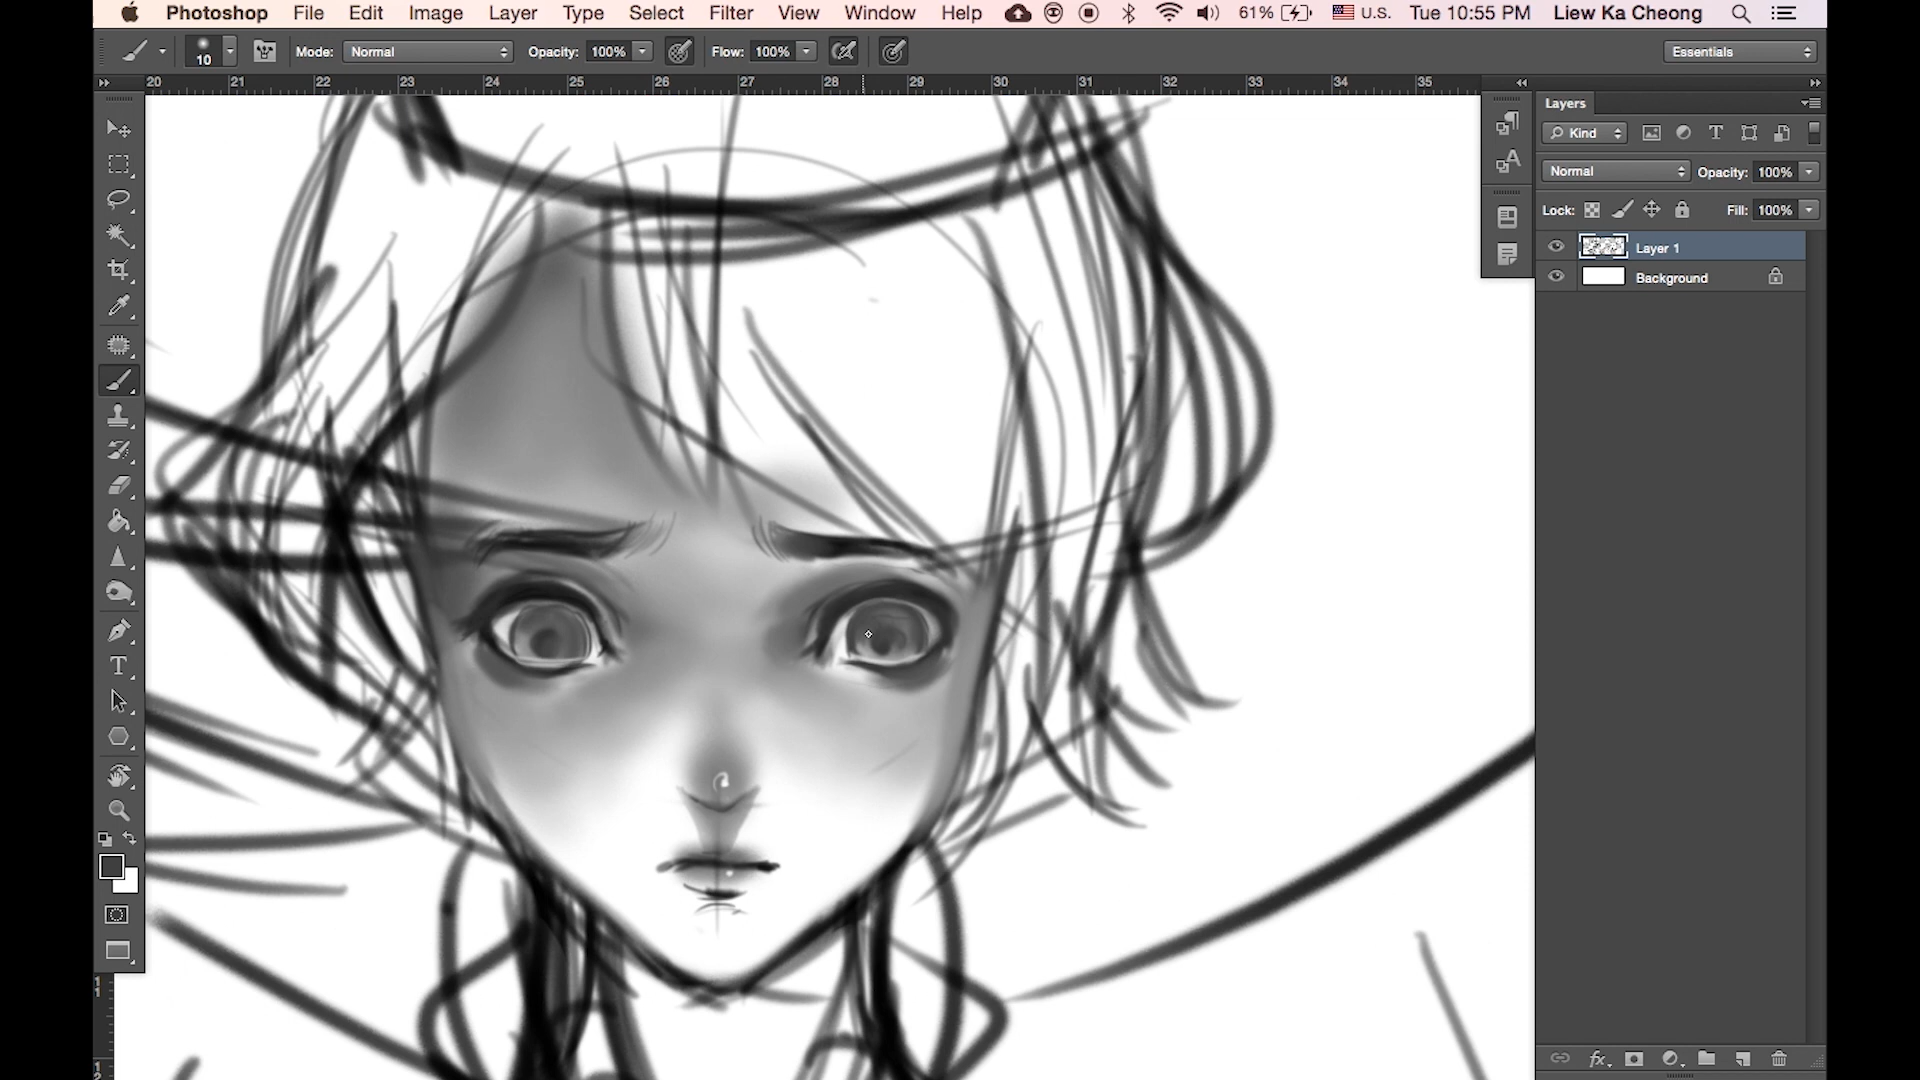 Photoshop File Edit Image Layer Type Select Filter View Window Help 61% U.S. Tue 10:55 PM Liew Ka Cheong
10 Mode: Normal Opacity: 100% Flow: 100% Essentials
20 21 22 23 24 25 26 27 28 29 30 31 32 33 34 35
Layers
Kind
Normal Opacity: 100%
Lock: Fill: 100%
Layer 1
Background